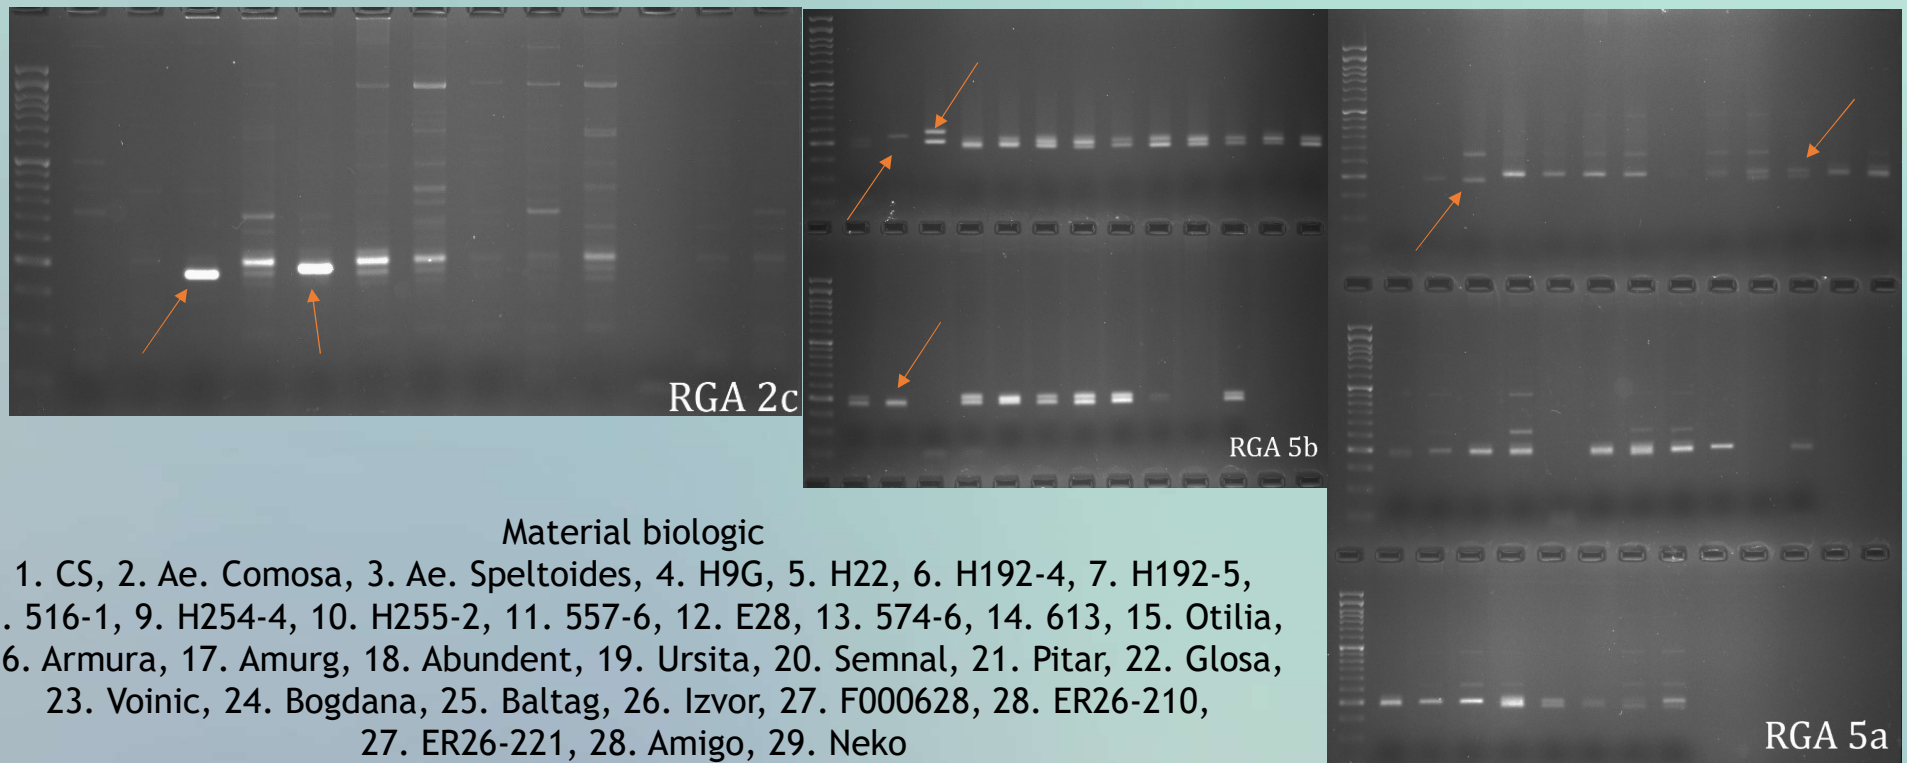 RGA 2c
RGA 5b
RGA 5a
Material biologic
1. CS, 2. Ae. Comosa, 3. Ae. Speltoides, 4. H9G, 5. H22, 6. H192-4, 7. H192-5,
. 516-1, 9. H254-4, 10. H255-2, 11. 557-6, 12. E28, 13. 574-6, 14. 613, 15. Otilia,
6. Armura, 17. Amurg, 18. Abundent, 19. Ursita, 20. Semnal, 21. Pitar, 22. Glosa,
23. Voinic, 24. Bogdana, 25. Baltag, 26. Izvor, 27. F000628, 28. ER26-210,
27. ER26-221, 28. Amigo, 29. Neko